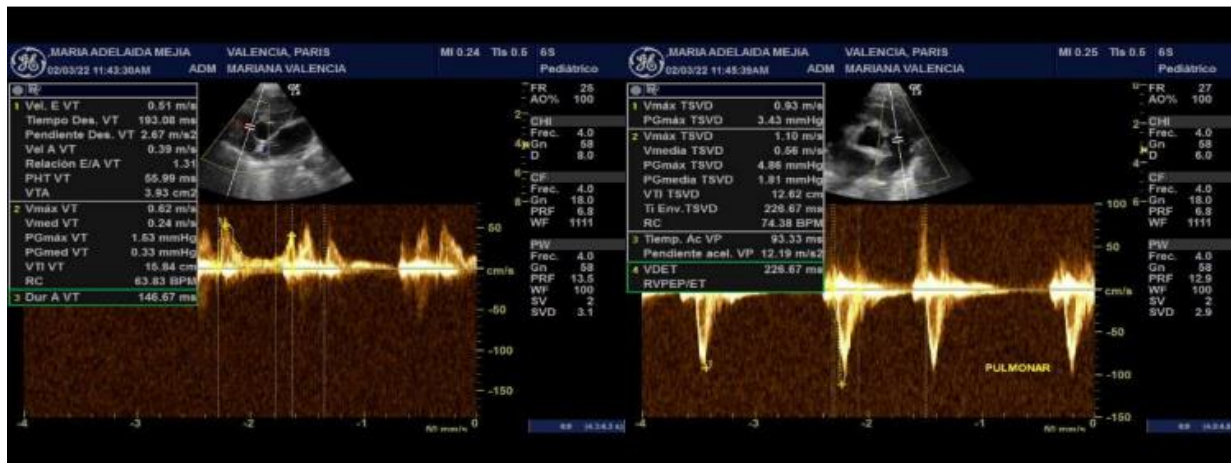 MARIA ADELAIDA MEJIA VALENCIA, PARIS MI 0.24 TIs 0.5 6S
02/03/22 11:43:30AM ADM MARIANA VALENCIA Pediátrico
1 Vel. E VT 0.51 m/s
Tiempo Des. VT 193.08 ms
Pendiente Des. VT 2.67 m/s2
Vel A VT 0.39 m/s
Relación E/A VT 1.31
PHT VT 55.99 ms
VTA 3.93 cm2
2 Vmáx VT 0.62 m/s
Vmed VT 0.24 m/s
PGmáx VT 1.53 mmHg
PGmed VT 0.33 mmHg
VTI VT 15.84 cm
RC 63.83 BPM
3 Dur A VT 146.67 ms
FR 26
AO% 100
CHI
Frec. 4.0
Gn 58
D 8.0
CF
Frec. 4.0
Gn 18.0
PRF 6.8
WF 1111
PW
Frec. 4.0
Gn 58
PRF 13.5
WF 100
SV 2
SVD 3.1
50
cm/s
-50
-100
-150
-4
-3
-2
-1
0
MARIA ADELAIDA MEJIA VALENCIA, PARIS MI 0.25 TIs 0.5 6S
02/03/22 11:45:39AM ADM MARIANA VALENCIA Pediátrico
1 Vmáx TSVD 0.93 m/s
PGmáx TSVD 3.43 mmHg
2 Vmáx TSVD 1.10 m/s
Vmedia TSVD 0.56 m/s
PGmáx TSVD 4.86 mmHg
PGmedia TSVD 1.81 mmHg
VTI TSVD 12.62 cm
Ti Env.TSVD 226.67 ms
RC 74.38 BPM
3 Tiemp. Ac VP 93.33 ms
Pendiente acel. VP 12.19 m/s2
4 VDET 226.67 ms
RVPEP/ET
FR 27
AO% 100
CHI
Frec. 4.0
Gn 58
D 6.0
CF
Frec. 4.0
Gn 18.0
PRF 6.8
WF 1111
PW
Frec. 4.0
Gn 58
PRF 12.9
WF 100
SV 2
SVD 2.9
100
50
cm/s
-50
PULMONAR
-100
-150
-4
-3
-2
-1
0